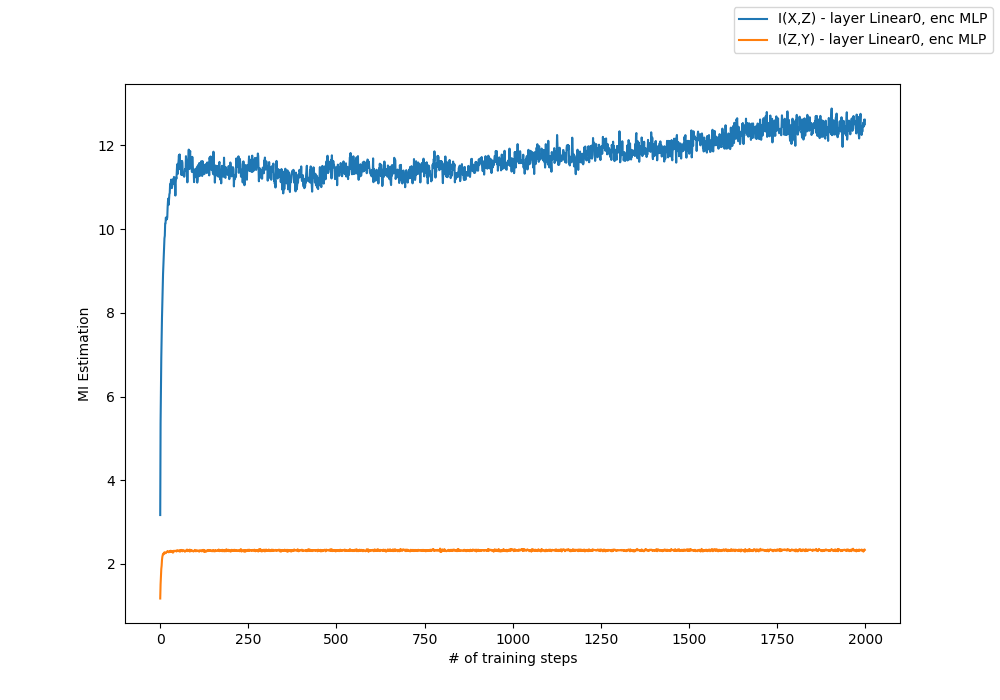 I(X,Z) - layer Linear0, enc MLP
I(Z,Y) - layer Linear0, enc MLP
12
10
8
6
4
2
MI Estimation
0 250 500 750 1000 1250 1500 1750 2000
# of training steps